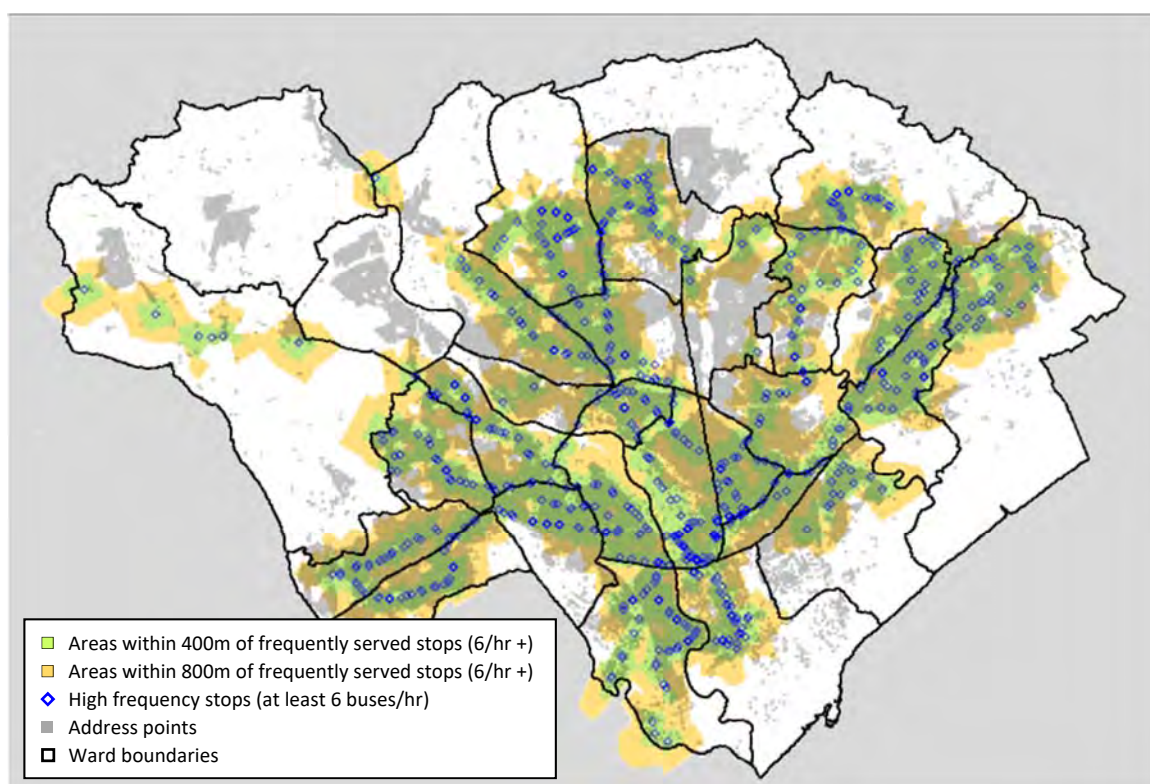 Areas within 400m of frequently served stops (6/hr +)
Areas within 800m of frequently served stops (6/hr +)
High frequency stops (at least 6 buses/hr)
Address points
Ward boundaries